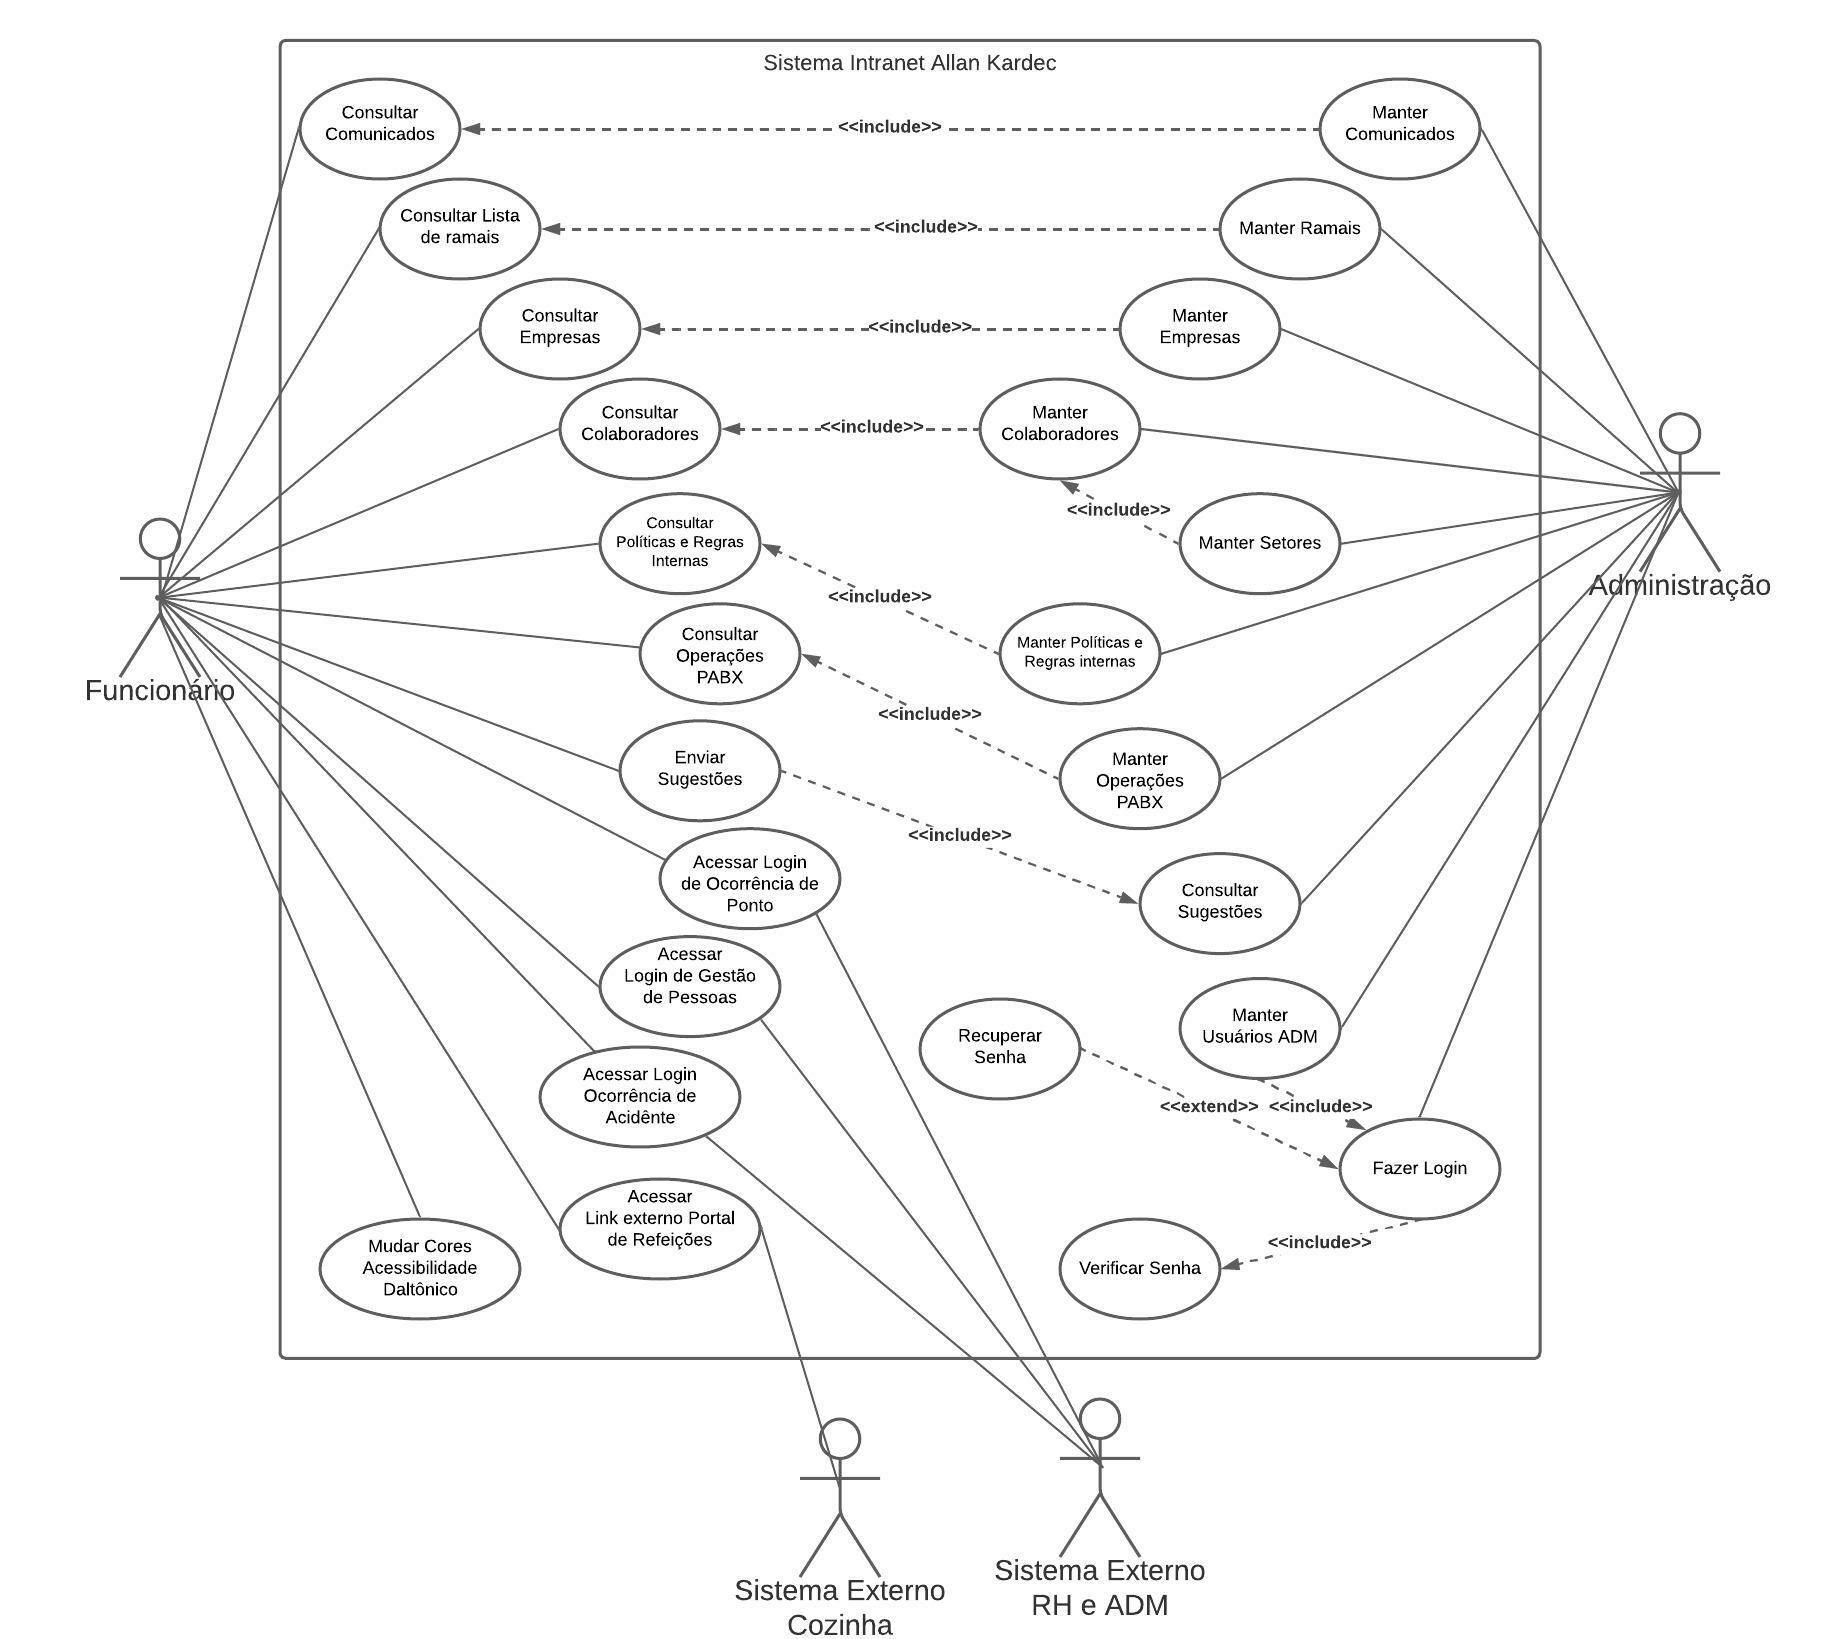 Sistema Intranet Allan Kardec
Consultar
Comunicados
<<include>>
Manter
Comunicados
Consultar Lista
de ramais
<<include>>
Manter Ramais
Consultar
Empresas
<<include>>
Manter
Empresas
Consultar
Colaboradores
<<include>>
Manter
Colaboradores
<<include>>
Manter Setores
Consultar
Políticas e Regras
Internas
<<include>>
Manter Políticas e
Regras internas
Administração
Funcionário
Consultar
Operações
PABX
<<include>>
Manter
Operações
PABX
Enviar
Sugestões
<<include>>
Consultar
Sugestões
Acessar Login
de Ocorrência de
Ponto
Acessar
Login de Gestão
de Pessoas
Recuperar
Senha
Manter
Usuários ADM
<<extend>>
<<include>>
Acessar Login
Ocorrência de
Acidênte
Fazer Login
Acessar
Link externo Portal
de Refeições
<<include>>
Verificar Senha
Mudar Cores
Acessibilidade
Daltônico
Sistema Externo
Cozinha
Sistema Externo
RH e ADM